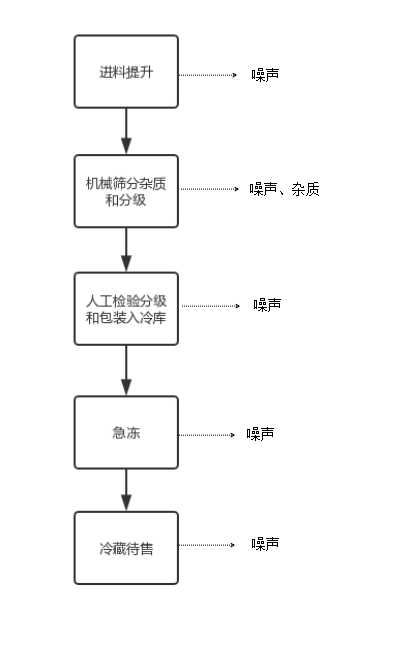 进料提升
噪声
机械筛分杂质
和分级
噪声、杂质
人工检验分级
和包装入冷库
噪声
急冻
噪声
冷藏待售
噪声